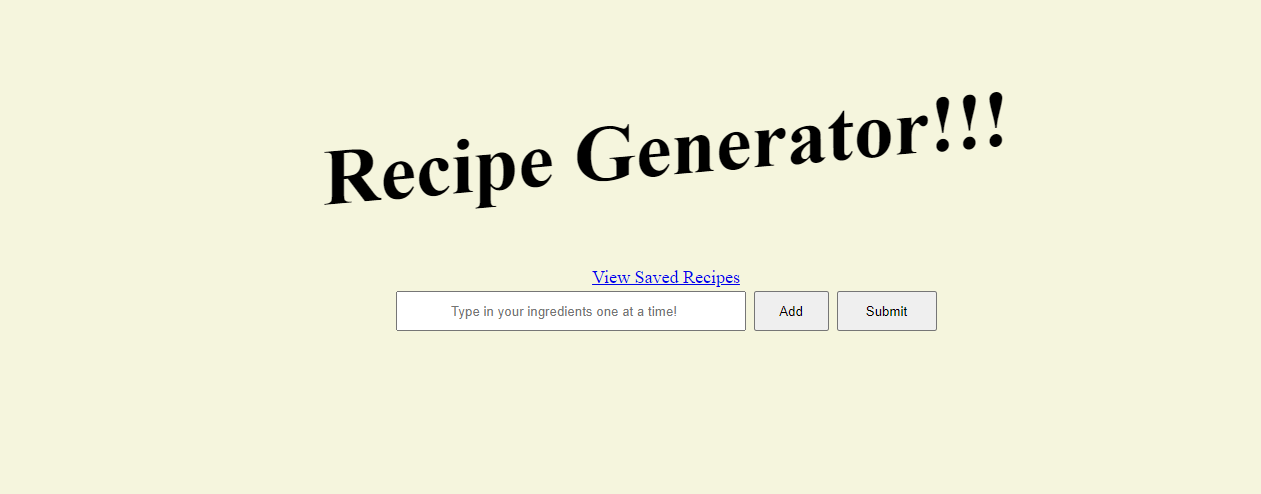 Recipe Generator!!!
View Saved Recipes
Type in your ingredients one at a time! Add Submit